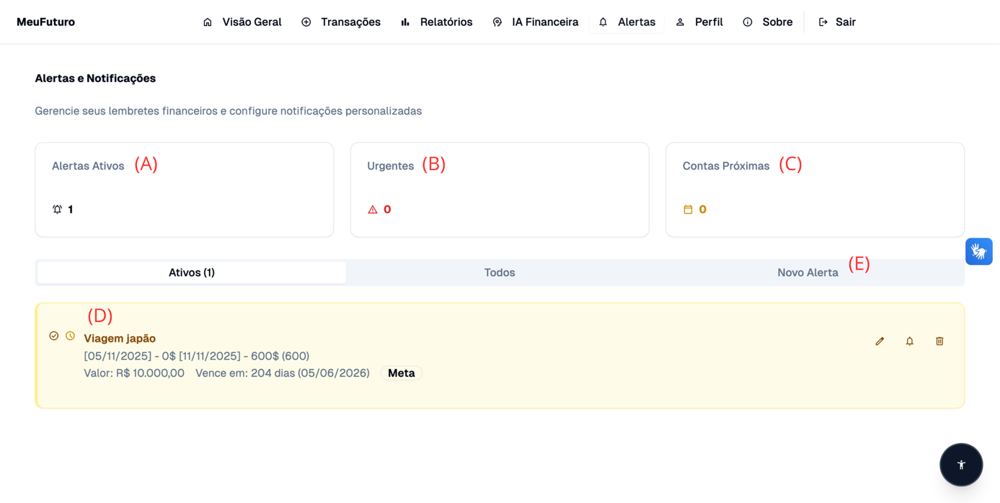 MeuFuturo Visão Geral Transações Relatórios IA Financeira Alertas Perfil Sobre Sair
Alertas e Notificações
Gerencie seus lembretes financeiros e configure notificações personalizadas
Alertas Ativos (A) Urgentes (B) Contas Próximas (C)
1 0 0
Ativos (1) Todos Novo Alerta (E)
(D)
Viagem japão
[05/11/2025] - 0$ [11/11/2025] - 600$ (600)
Valor: R$ 10.000,00 Vence em: 204 dias (05/06/2026) Meta